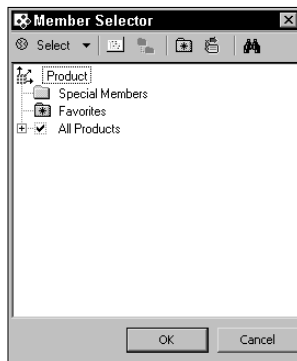 Member Selector
Select
Product
Special Members
Favorites
All Products
OK
Cancel